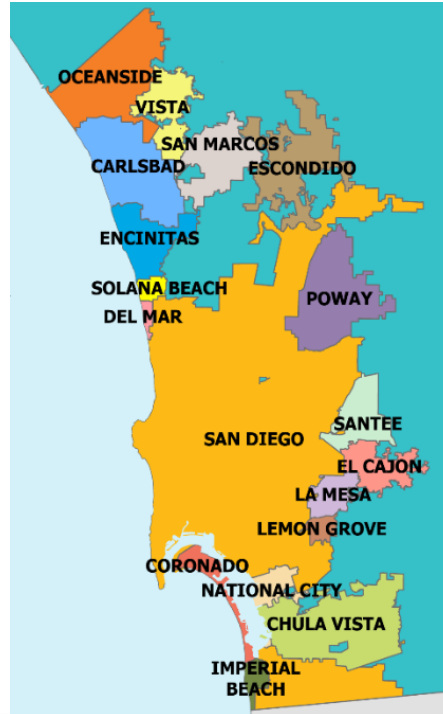 OCEANSIDE
VISTA
SAN MARCOS
CARLSBAD
ESCONDIDO
ENCINITAS
SOLANA BEACH
POWAY
DEL MAR
SANTEE
SAN DIEGO
EL CAJON
LA MESA
LEMON GROVE
CORONADO
NATIONAL CITY
CHULA VISTA
IMPERIAL
BEACH